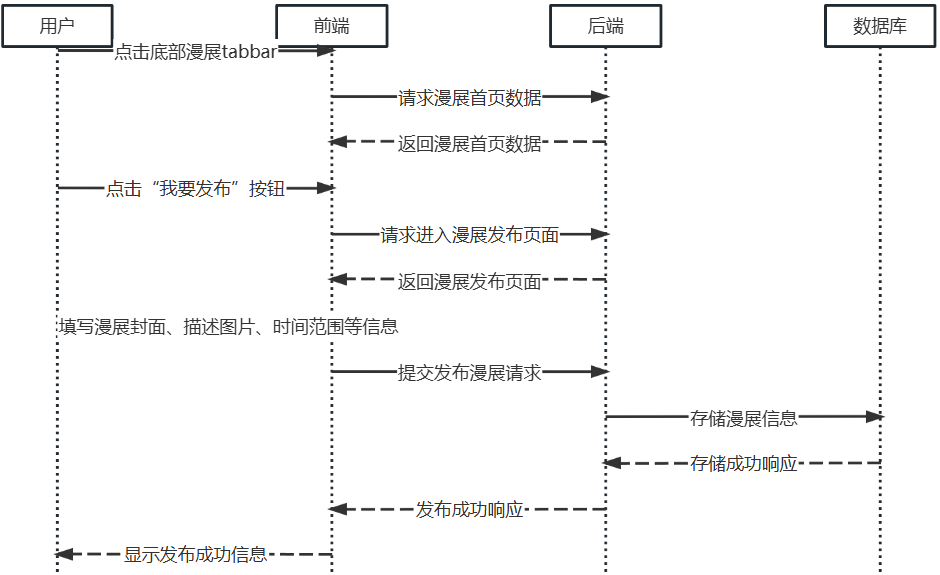 用户
前端
后端
数据库
点击底部漫展tabbar
请求漫展首页数据
返回漫展首页数据
点击“我要发布”按钮
请求进入漫展发布页面
返回漫展发布页面
填写漫展封面、描述图片、时间范围等信息
提交发布漫展请求
存储漫展信息
存储成功响应
发布成功响应
显示发布成功信息